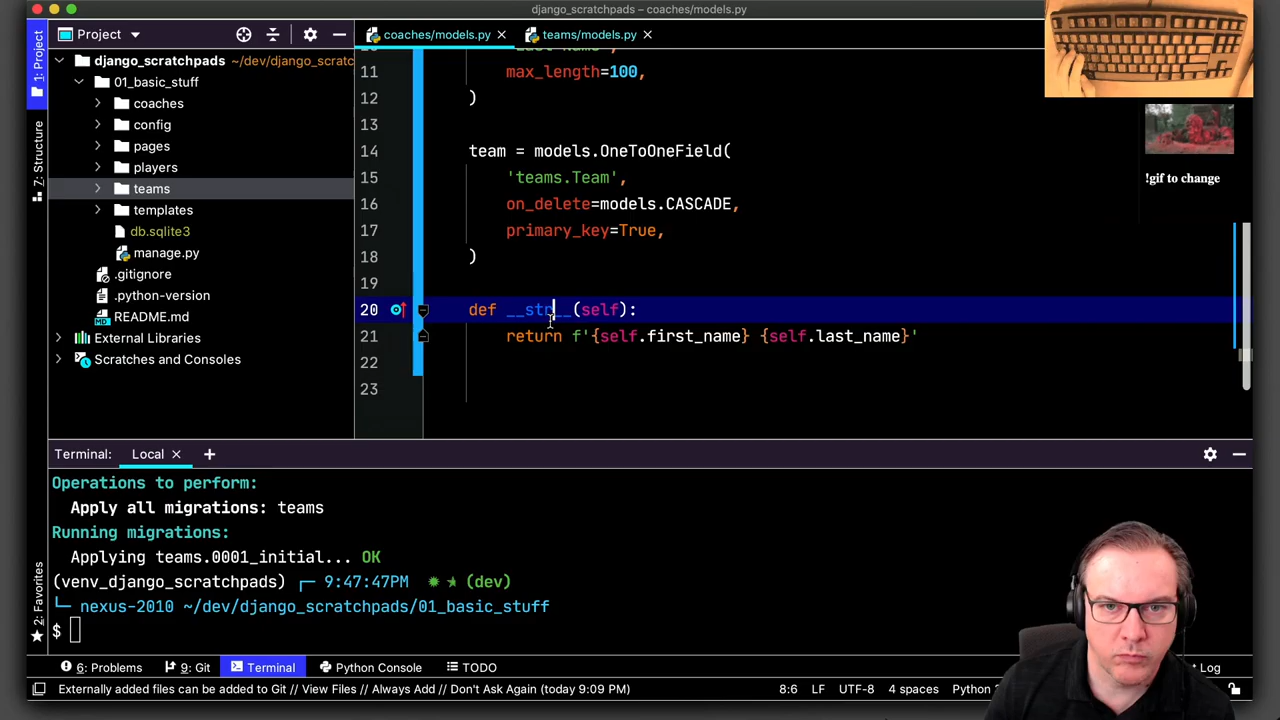 django_scratchpads – coaches/models.py
Project
coaches/models.py
teams/models.py
1: Project
7: Structure
2: Favorites
django_scratchpads ~/dev/django_scratc
01_basic_stuff
coaches
config
pages
players
teams
templates
db.sqlite3
manage.py
.gitignore
.python-version
README.md
External Libraries
Scratches and Consoles
11 max_length=100,
12 )
13
14 team = models.OneToOneField(
15 'teams.Team',
16 on_delete=models.CASCADE,
17 primary_key=True,
18 )
19
20 def __str__(self):
21 return f'{self.first_name} {self.last_name}'
22
23
!gif to change
Terminal: Local
Operations to perform:
Apply all migrations: teams
Running migrations:
Applying teams.0001_initial... OK
(venv_django_scratchpads) 9:47:47PM (dev)
nexus-2010 ~/dev/django_scratchpads/01_basic_stuff
$
6: Problems 9: Git Terminal Python Console TODO Log
Externally added files can be added to Git // View Files // Always Add // Don't Ask Again (today 9:09 PM) 8:6 LF UTF-8 4 spaces Python